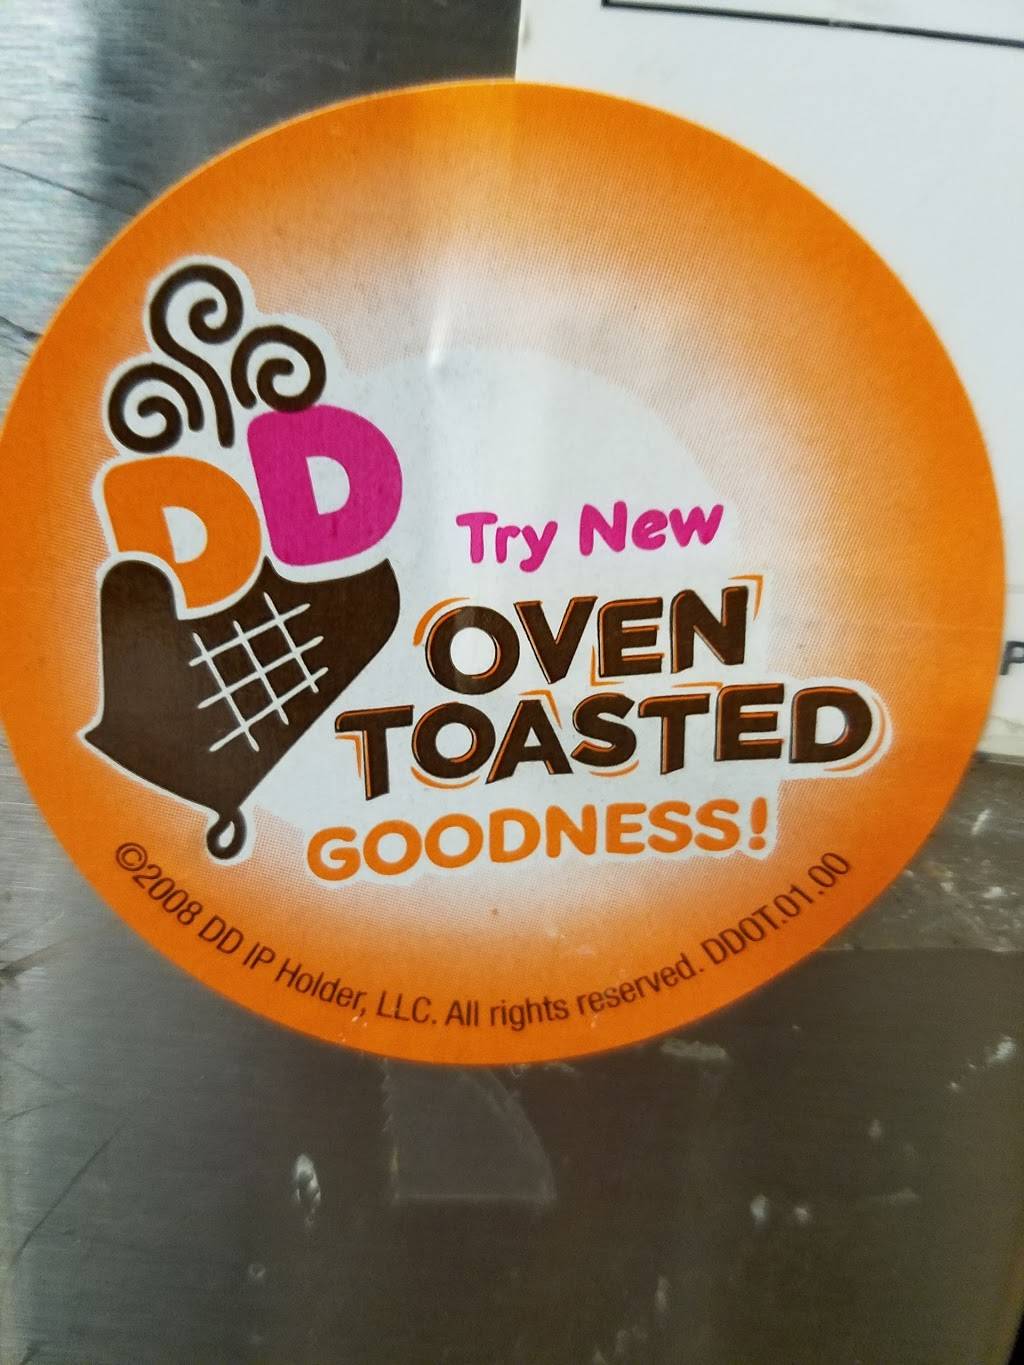 DD
Try New
OVEN
TOASTED
GOODNESS!
©2008 DD IP Holder, LLC. All rights reserved. DDOT.01.00
P